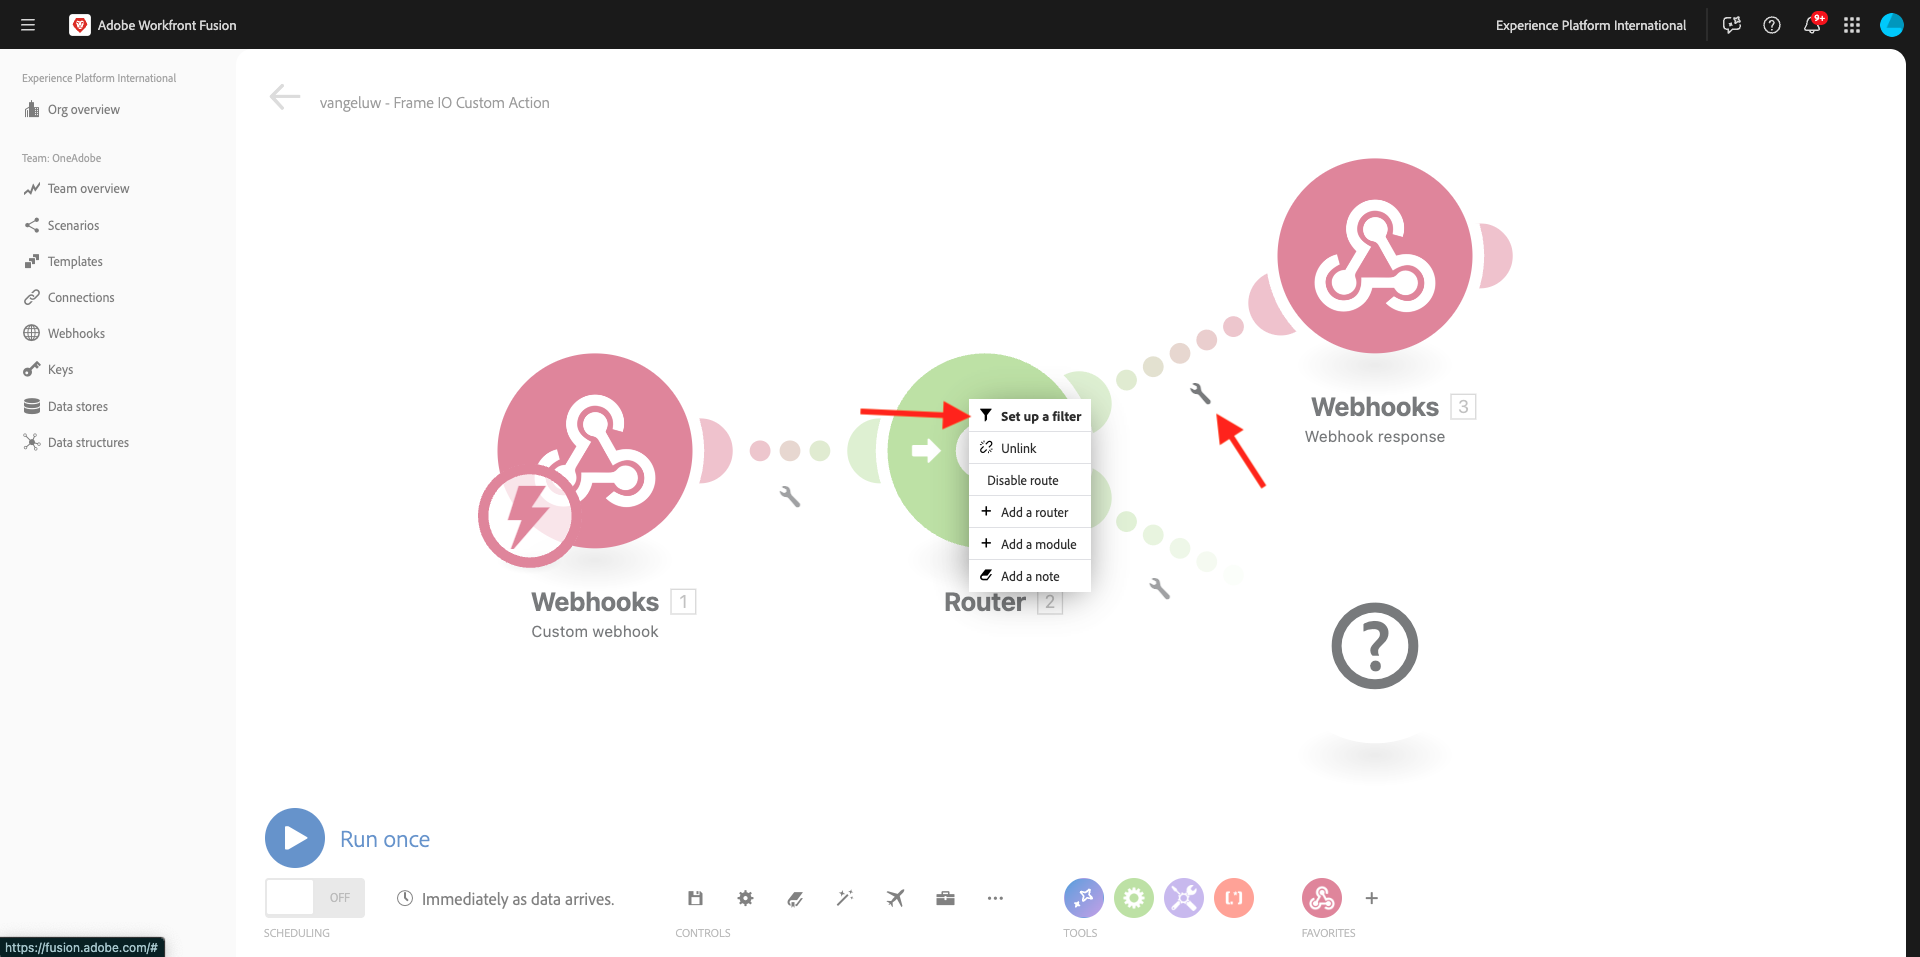 Adobe Workfront Fusion
Experience Platform International
9+
Experience Platform International
Org overview
Team: OneAdobe
Team overview
Scenarios
Templates
Connections
Webhooks
Keys
Data stores
Data structures
vangeluw - Frame IO Custom Action
Webhooks 3
Webhook response
Set up a filter
Unlink
Disable route
Add a router
Add a module
Add a note
Webhooks 1
Custom webhook
Router 2
?
Run once
OFF
Immediately as data arrives.
SCHEDULING
CONTROLS
TOOLS
FAVORITES
https://fusion.adobe.com/#